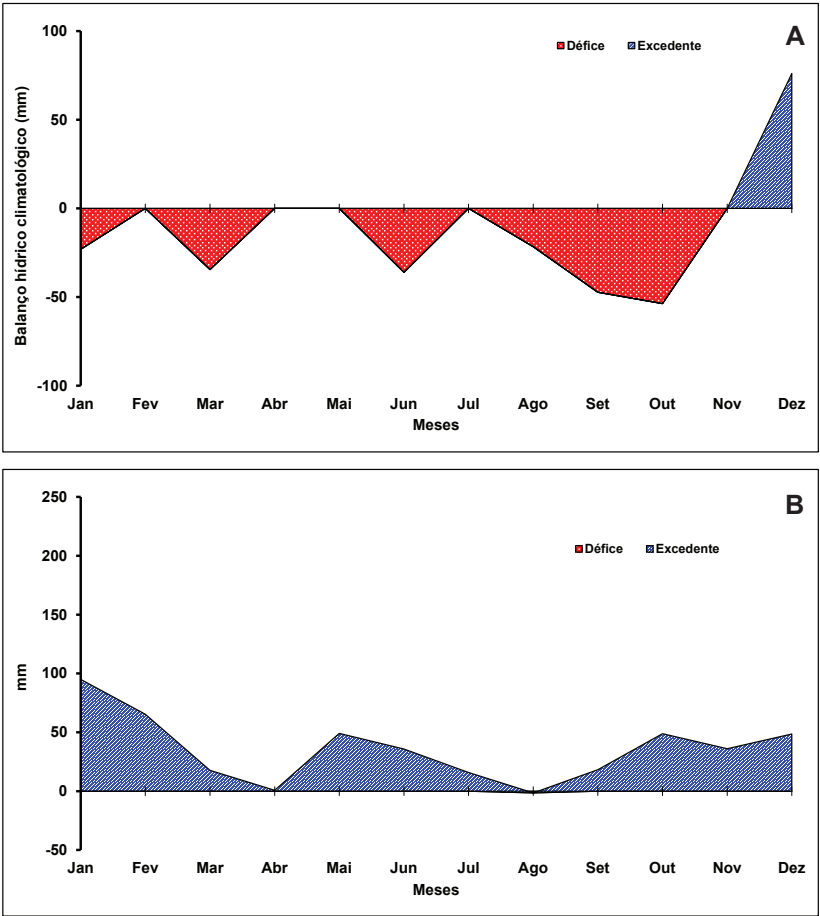 A
Balanço hídrico climatológico (mm)
100
50
0
-50
-100
Défice Excedente
Jan Fev Mar Abr Mai Jun Jul Ago Set Out Nov Dez
Meses
B
mm
250
200
150
100
50
0
-50
Défice Excedente
Jan Fev Mar Abr Mai Jun Jul Ago Set Out Nov Dez
Meses